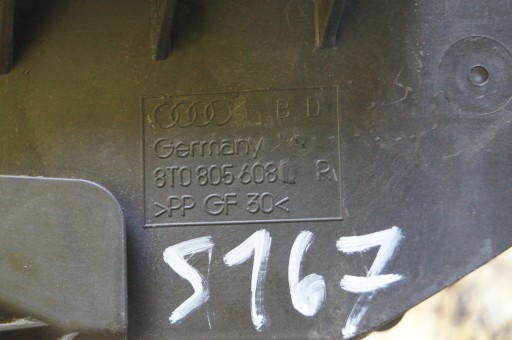 B D
Germany
8T0 805 608 R
>PP GF 30<
5167